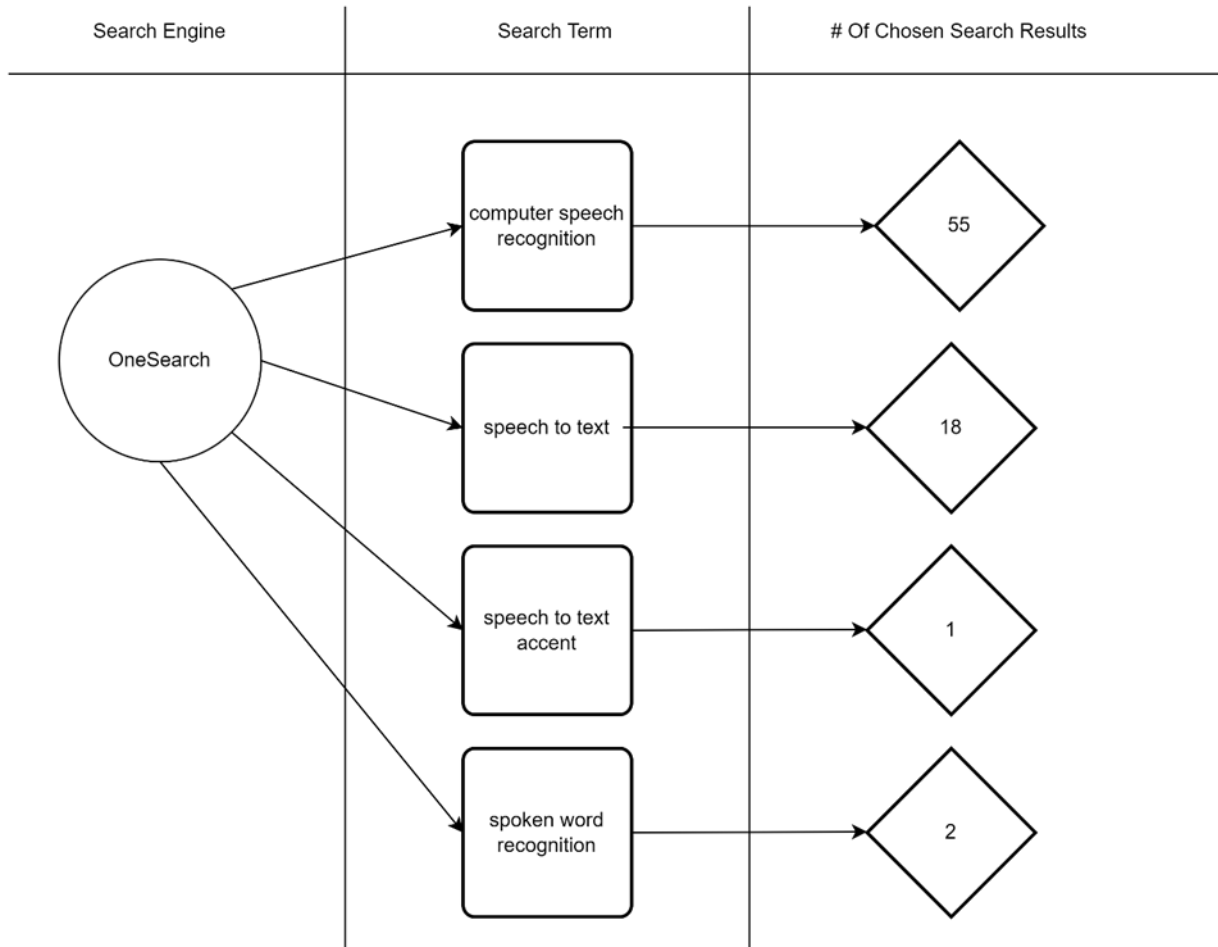 Search Engine
Search Term
# Of Chosen Search Results
OneSearch
computer speech
recognition
55
speech to text
18
speech to text
accent
1
spoken word
recognition
2